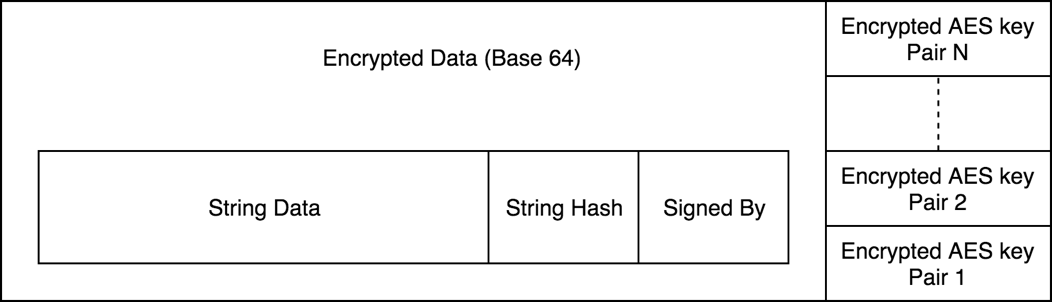 Encrypted Data (Base 64)
String Data
String Hash
Signed By
Encrypted AES key
Pair N
Encrypted AES key
Pair 2
Encrypted AES key
Pair 1